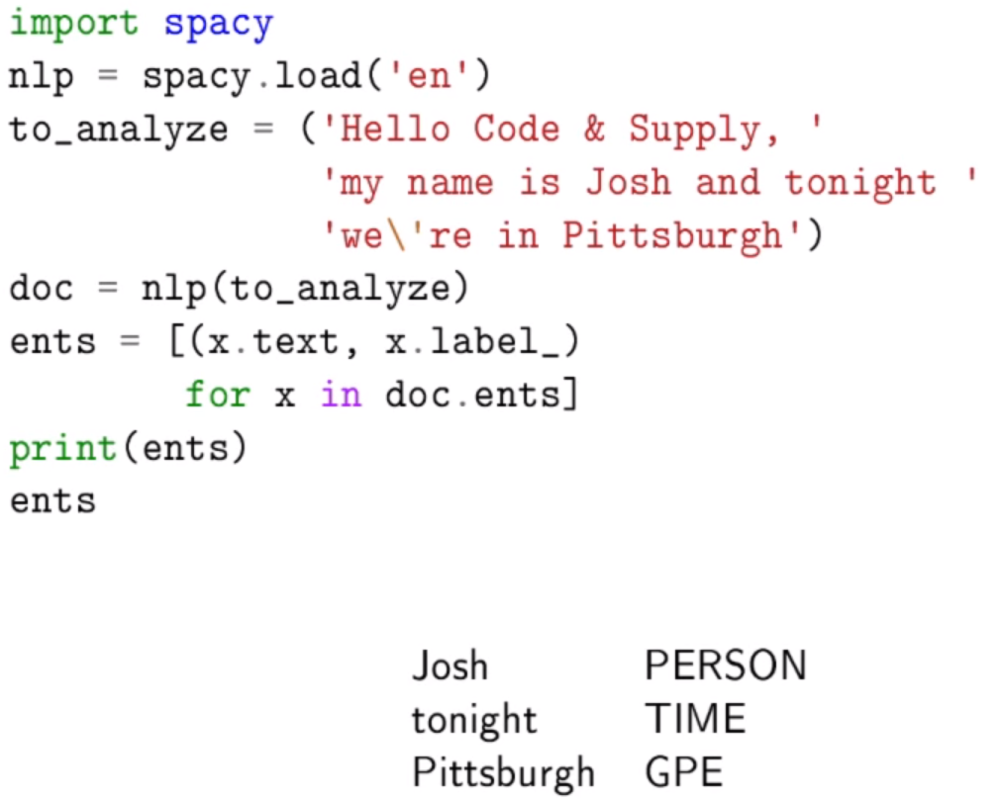 import spacy
nlp = spacy.load('en')
to_analyze = ('Hello Code & Supply, '
              'my name is Josh and tonight '
              'we\'re in Pittsburgh')
doc = nlp(to_analyze)
ents = [(x.text, x.label_)
        for x in doc.ents]
print(ents)
ents
Josh PERSON
tonight TIME
Pittsburgh GPE